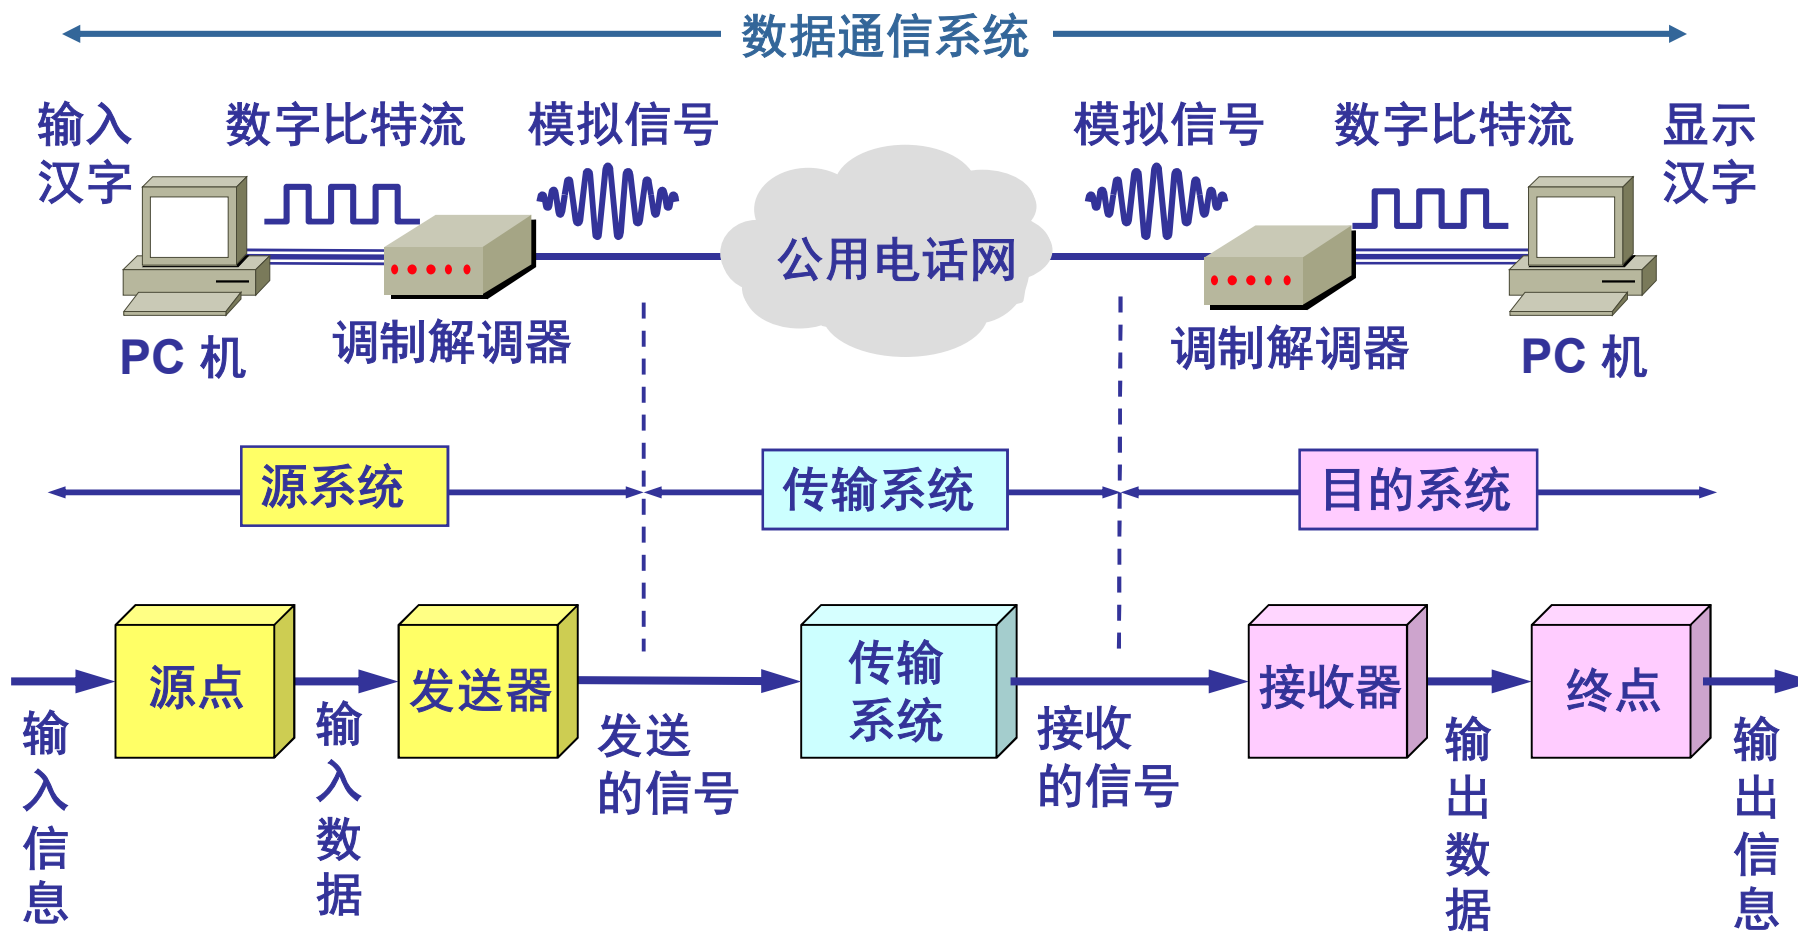 数据通信系统
输入
汉字
数字比特流
模拟信号
模拟信号
数字比特流
显示
汉字
公用电话网
PC 机
调制解调器
调制解调器
PC 机
源系统
传输系统
目的系统
源点
发送器
传输
系统
接收器
终点
输入信息
输入数据
发送
的信号
接收
的信号
输出数据
输出信息